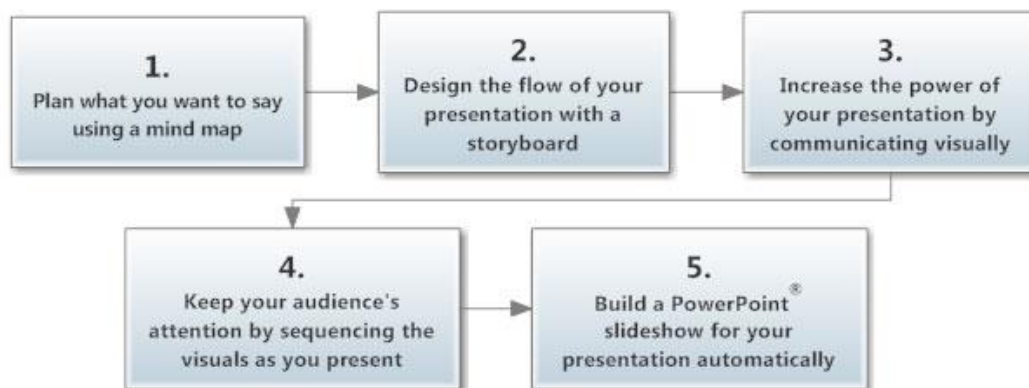 1.
Plan what you want to say
using a mind map
2.
Design the flow of your
presentation with a
storyboard
3.
Increase the power of
your presentation by
communicating visually
4.
Keep your audience's
attention by sequencing the
visuals as you present
5.
Build a PowerPoint®
slideshow for your
presentation automatically